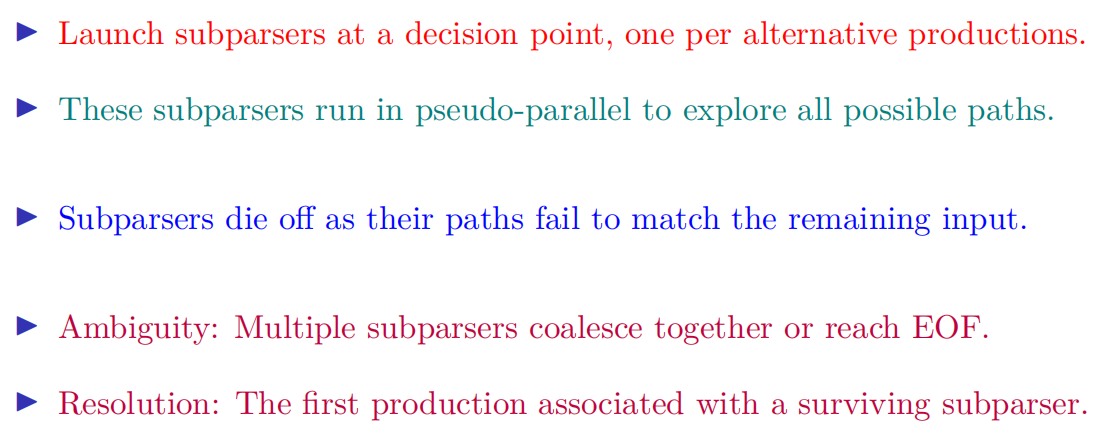 ▶ Launch subparsers at a decision point, one per alternative productions.
▶ These subparsers run in pseudo-parallel to explore all possible paths.
▶ Subparsers die off as their paths fail to match the remaining input.
▶ Ambiguity: Multiple subparsers coalesce together or reach EOF.
▶ Resolution: The first production associated with a surviving subparser.